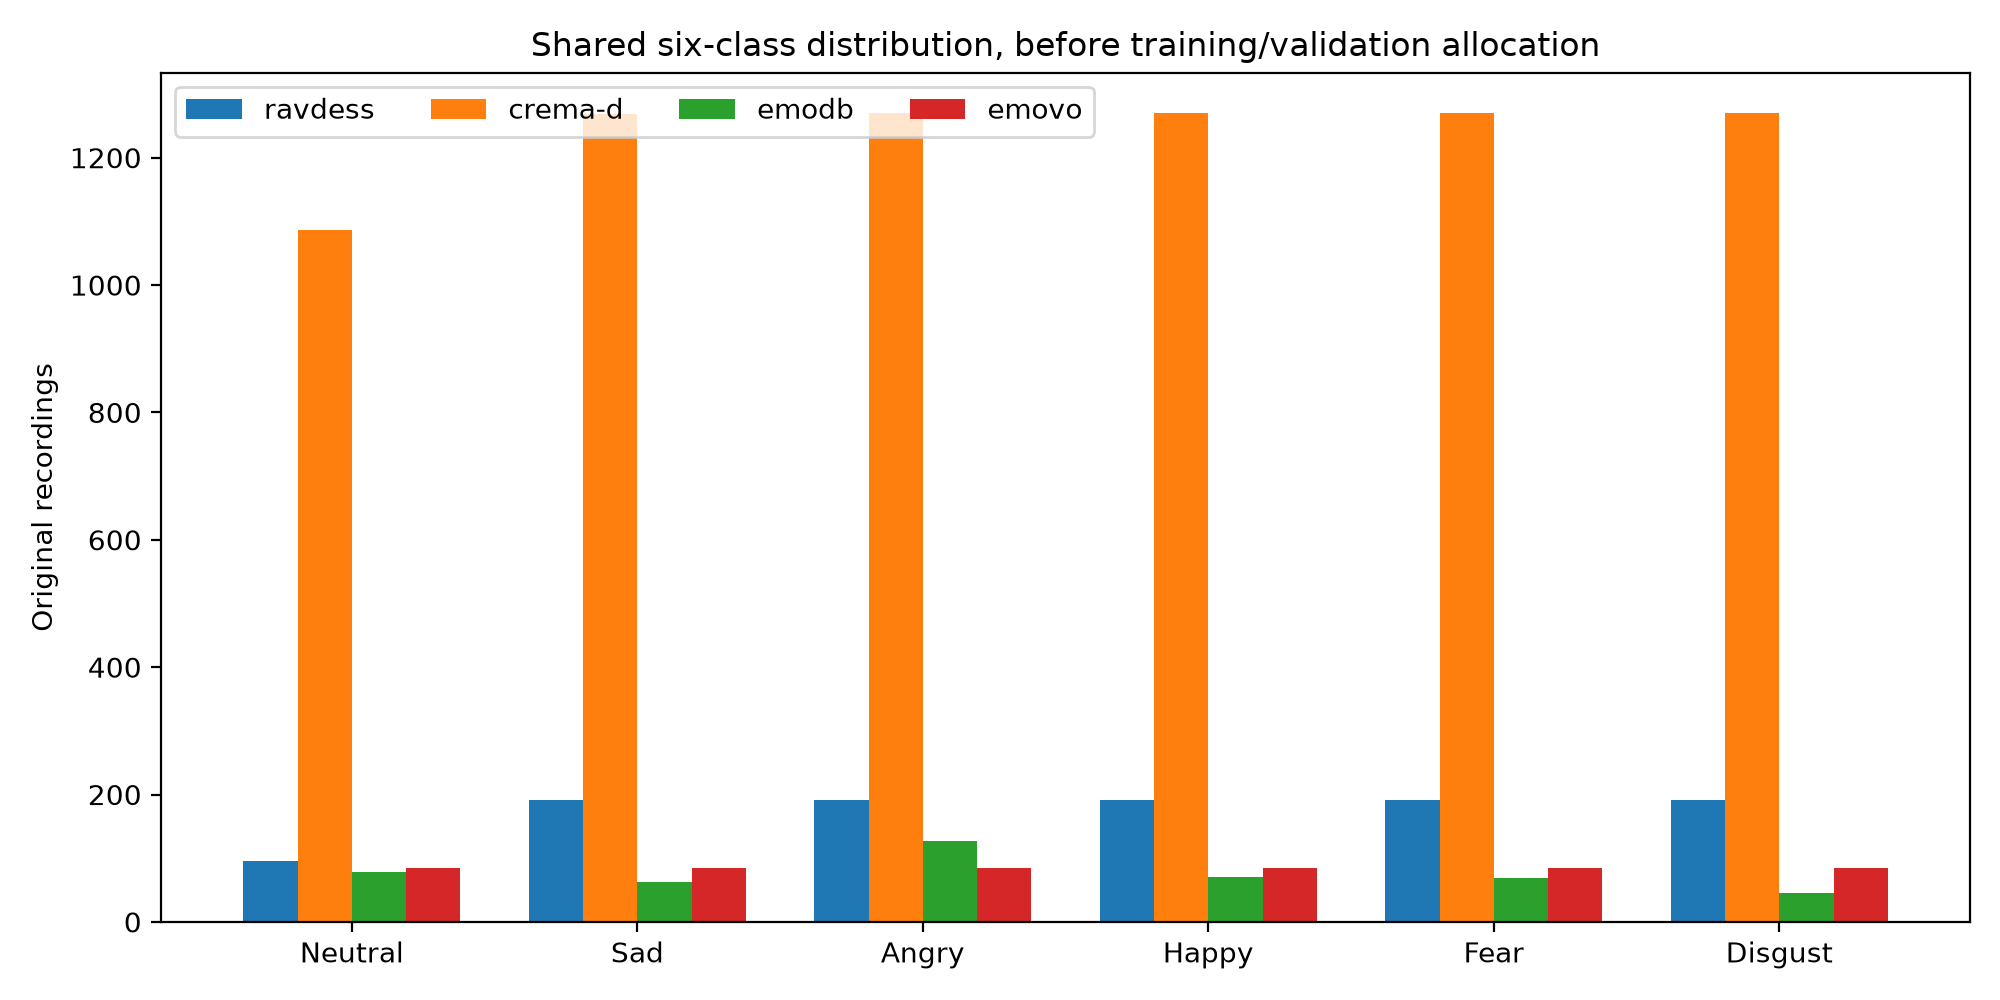 Shared six-class distribution, before training/validation allocation
ravdess crema-d emodb emovo
1200
1000
800
600
400
200
0
Original recordings
Neutral Sad Angry Happy Fear Disgust